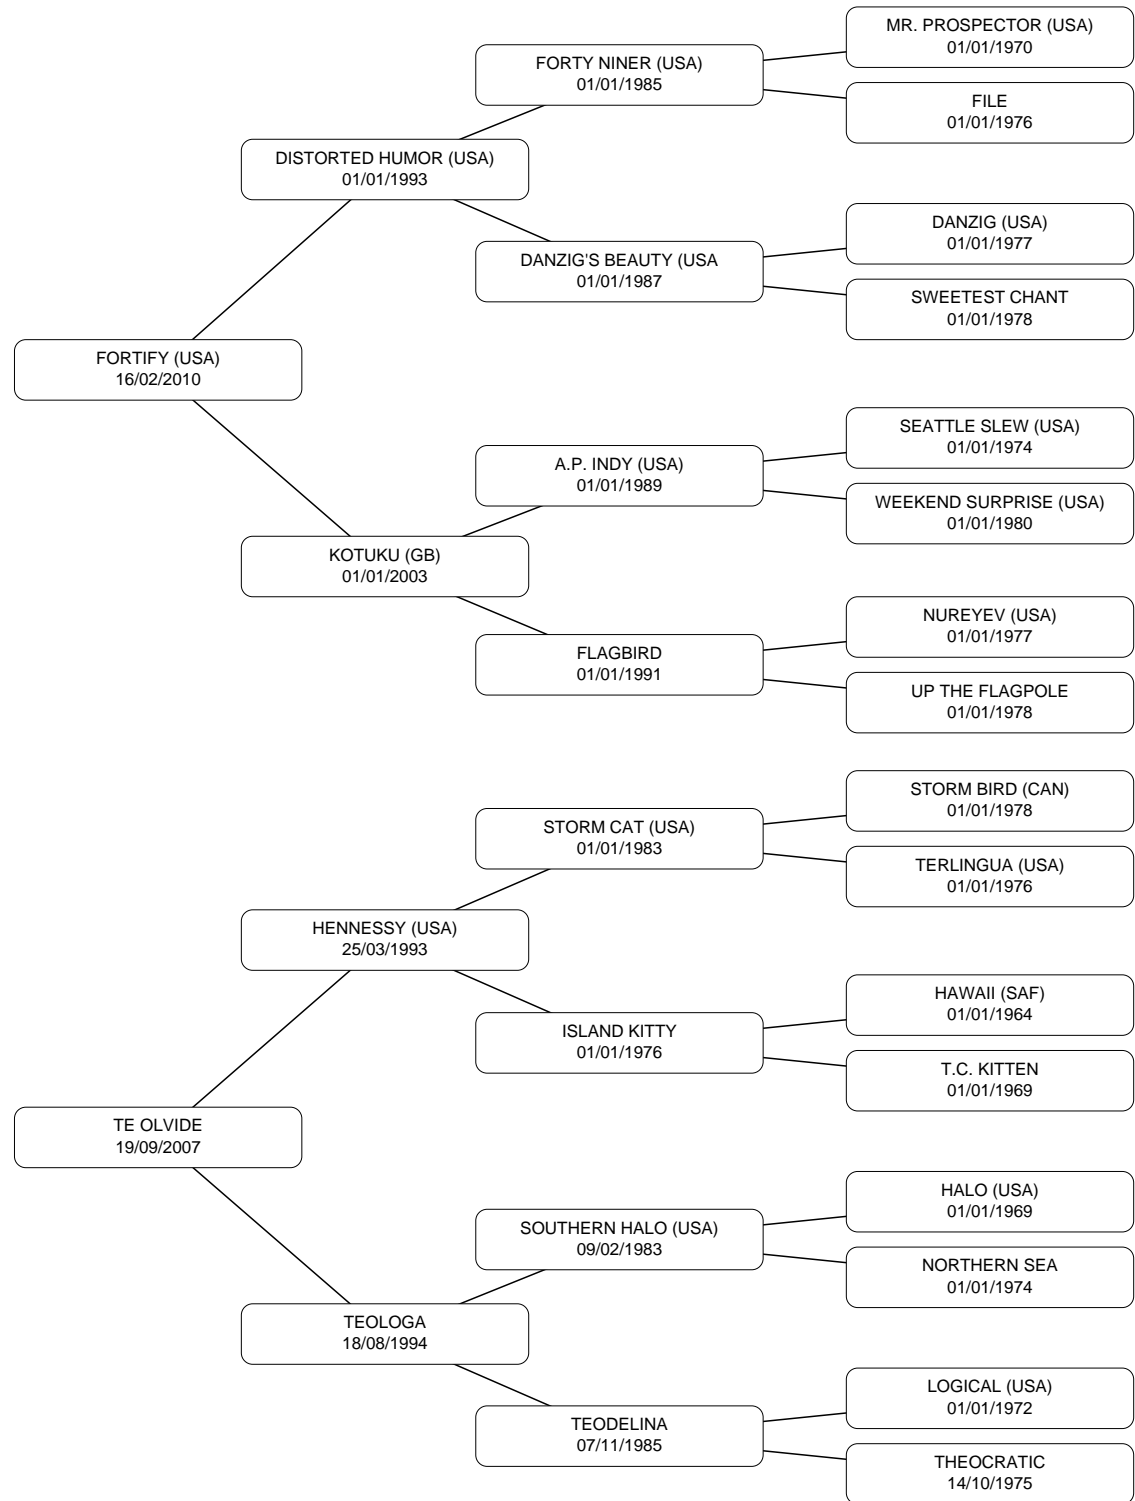 MR. PROSPECTOR (USA)
01/01/1970
FORTY NINER (USA)
01/01/1985
FILE
01/01/1976
DISTORTED HUMOR (USA)
01/01/1993
DANZIG (USA)
01/01/1977
DANZIG'S BEAUTY (USA
01/01/1987
SWEETEST CHANT
01/01/1978
FORTIFY (USA)
16/02/2010
SEATTLE SLEW (USA)
01/01/1974
A.P. INDY (USA)
01/01/1989
WEEKEND SURPRISE (USA)
01/01/1980
KOTUKU (GB)
01/01/2003
NUREYEV (USA)
01/01/1977
FLAGBIRD
01/01/1991
UP THE FLAGPOLE
01/01/1978
STORM BIRD (CAN)
01/01/1978
STORM CAT (USA)
01/01/1983
TERLINGUA (USA)
01/01/1976
HENNESSY (USA)
25/03/1993
HAWAII (SAF)
01/01/1964
ISLAND KITTY
01/01/1976
T.C. KITTEN
01/01/1969
TE OLVIDE
19/09/2007
HALO (USA)
01/01/1969
SOUTHERN HALO (USA)
09/02/1983
NORTHERN SEA
01/01/1974
TEOLOGA
18/08/1994
LOGICAL (USA)
01/01/1972
TEODELINA
07/11/1985
THEOCRATIC
14/10/1975